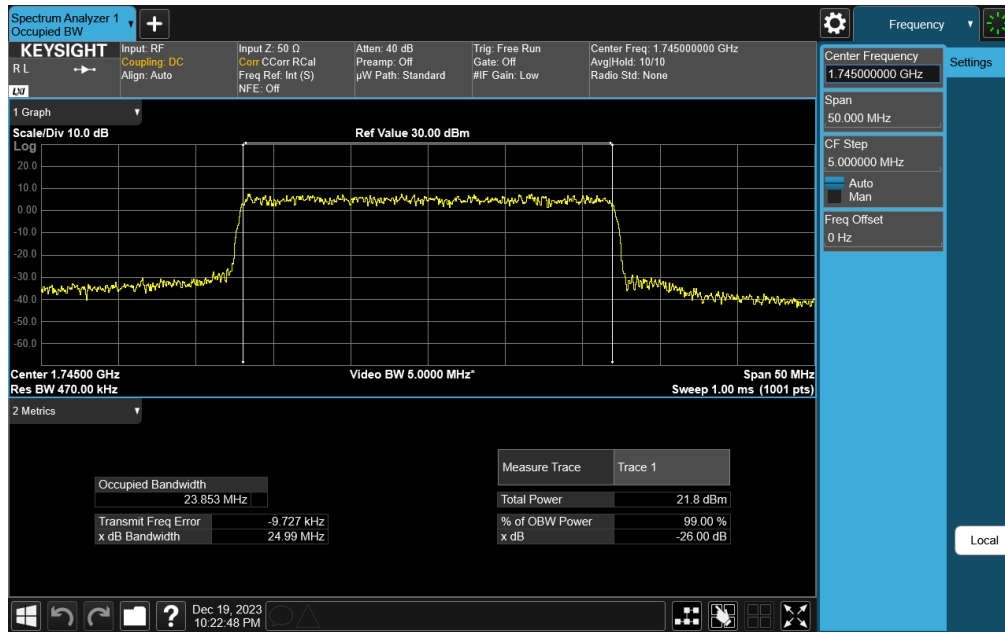 Spectrum Analyzer 1
Occupied BW
+
Frequency
KEYSIGHT
R L
LXI
Input: RF
Coupling: DC
Align: Auto
Input Z: 50 Ω
Corr CCorr RCal
Freq Ref: Int (S)
NFE: Off
Atten: 40 dB
Preamp: Off
µW Path: Standard
Trig: Free Run
Gate: Off
#IF Gain: Low
Center Freq: 1.745000000 GHz
Avg|Hold: 10/10
Radio Std: None
Center Frequency
1.745000000 GHz
Settings
Span
50.000 MHz
CF Step
5.000000 MHz
Auto
Man
Freq Offset
0 Hz
Local
1 Graph
Scale/Div 10.0 dB
Ref Value 30.00 dBm
Log
20.0
10.0
0.00
-10.0
-20.0
-30.0
-40.0
-50.0
-60.0
Center 1.74500 GHz
Video BW 5.0000 MHz*
Span 50 MHz
Res BW 470.00 kHz
Sweep 1.00 ms (1001 pts)
2 Metrics
Occupied Bandwidth
23.853 MHz
Transmit Freq Error -9.727 kHz
x dB Bandwidth 24.99 MHz
Measure Trace Trace 1
Total Power 21.8 dBm
% of OBW Power 99.00 %
x dB -26.00 dB
?
Dec 19, 2023
10:22:48 PM